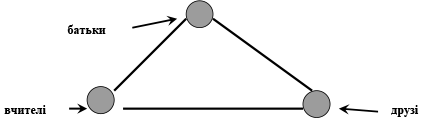 батьки
вчителі
друзі